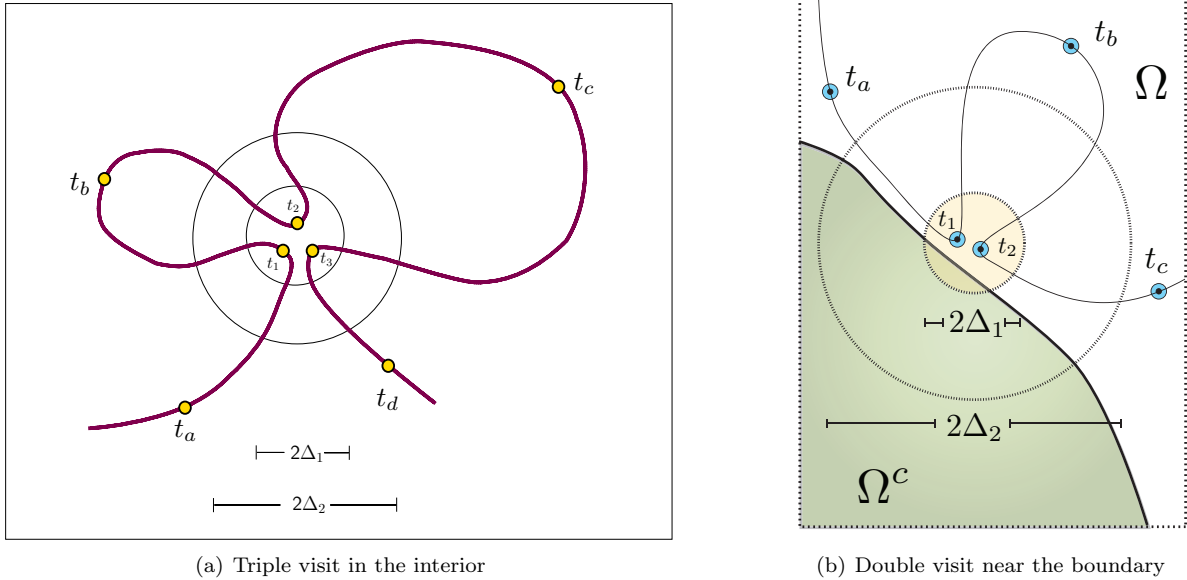 t_c
t_b
t_2
t_1
t_3
t_d
t_a
2Δ_1
2Δ_2
(a) Triple visit in the interior
t_b
t_a
Ω
t_1
t_2
t_c
2Δ_1
2Δ_2
Ω^c
(b) Double visit near the boundary